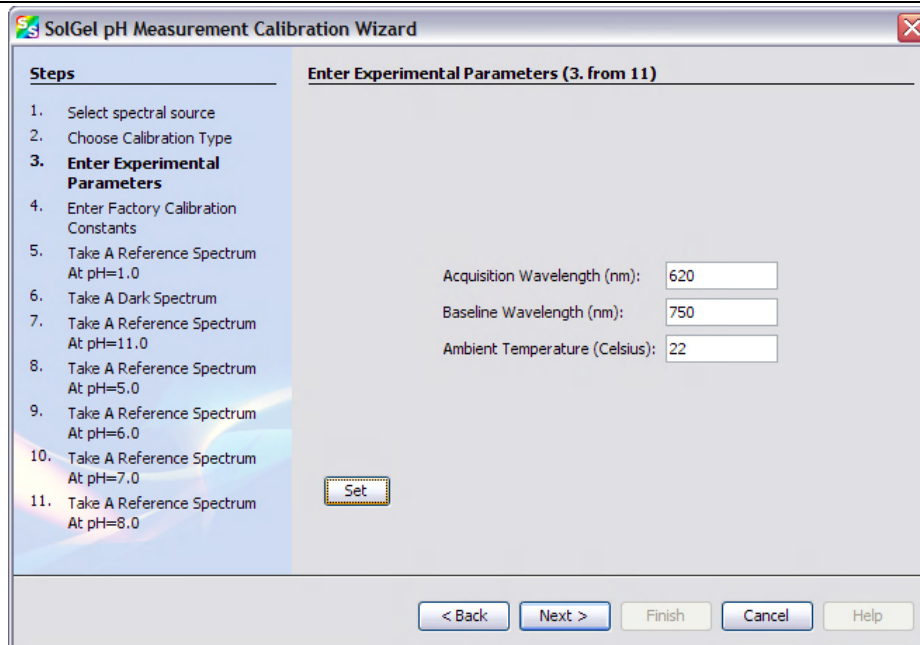 SolGel pH Measurement Calibration Wizard
Steps
1. Select spectral source
2. Choose Calibration Type
3. Enter Experimental
Parameters
4. Enter Factory Calibration
Constants
5. Take A Reference Spectrum
At pH=1.0
6. Take A Dark Spectrum
7. Take A Reference Spectrum
At pH=11.0
8. Take A Reference Spectrum
At pH=5.0
9. Take A Reference Spectrum
At pH=6.0
10. Take A Reference Spectrum
At pH=7.0
11. Take A Reference Spectrum
At pH=8.0
Enter Experimental Parameters (3. from 11)
Acquisition Wavelength (nm): 620
Baseline Wavelength (nm): 750
Ambient Temperature (Celsius): 22
Set
< Back Next > Finish Cancel Help